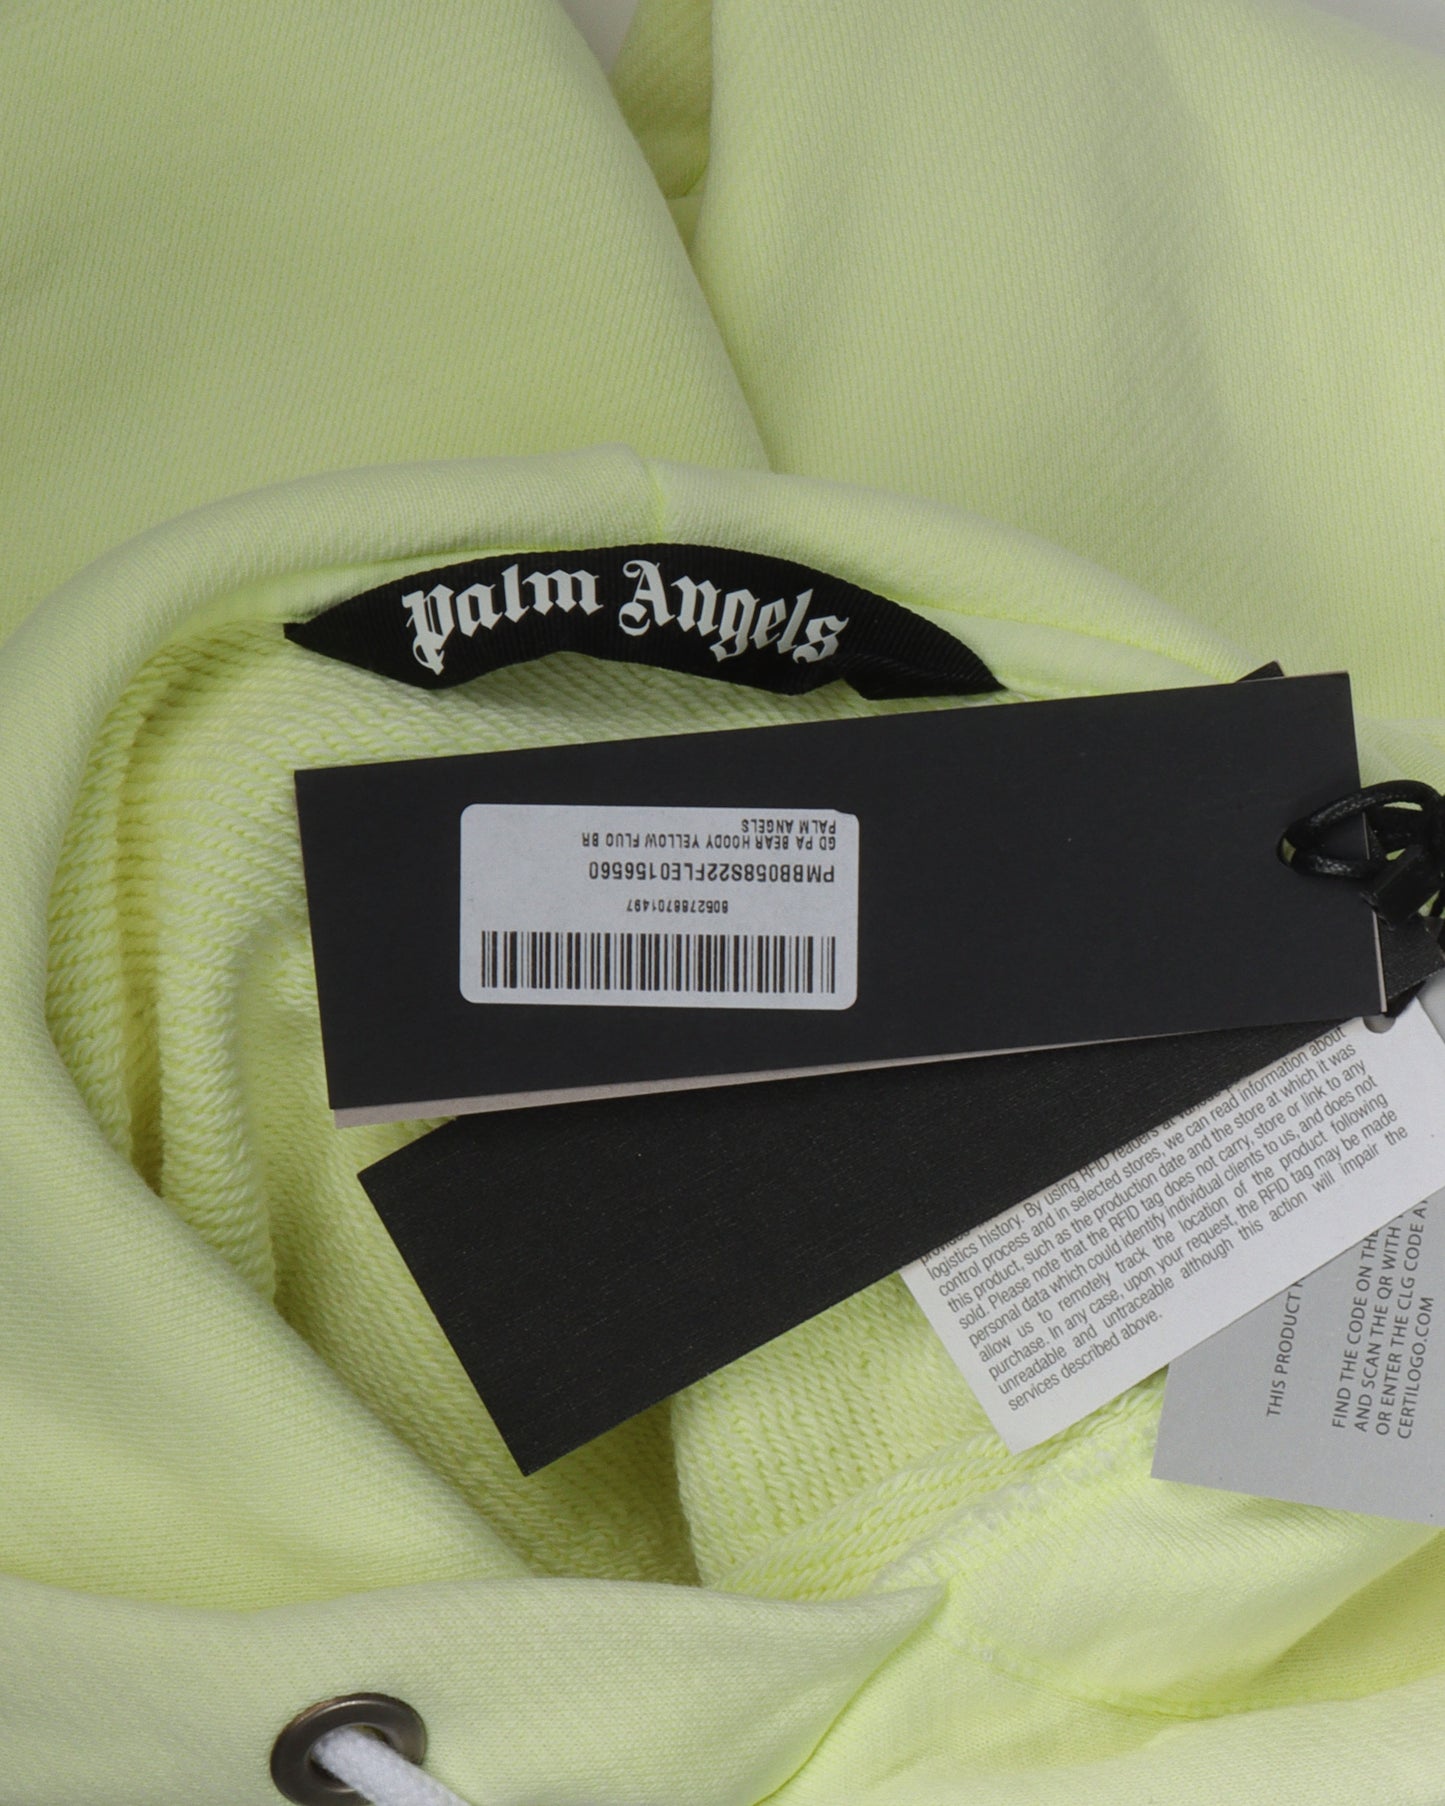 Palm Angels
PALM ANGELS
GD PA BEAR HOODY YELLOW FLUO BR
PMBB058S22FLE0156560
8052788701497
logistics history. By using RFID readers at
control process and in selected stores, we can read information about
this product, such as the production date and the store at which it was
sold. Please note that the RFID tag does not carry, store or link to any
personal data which could identify individual clients to us, and does not
allow us to remotely track the location of the product following
purchase. In any case, upon your request, the RFID tag may be made
unreadable and untraceable although this action will impair the
services described above.
THIS PRODUCT
FIND THE CODE ON THE
AND SCAN THE QR WITH
OR ENTER THE CLG CODE AT
CERTILOGO.COM